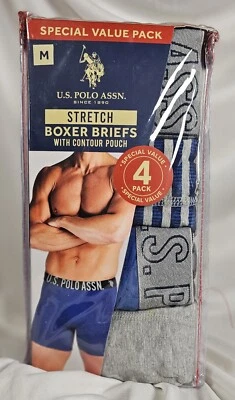 SPECIAL VALUE PACK
M
U.S. POLO ASSN.
SINCE 1890
STRETCH
BOXER BRIEFS
WITH CONTOUR POUCH
SPECIAL VALUE
4
PACK
SPECIAL VALUE
U.S. POLO ASSN.
ASS
.S. P